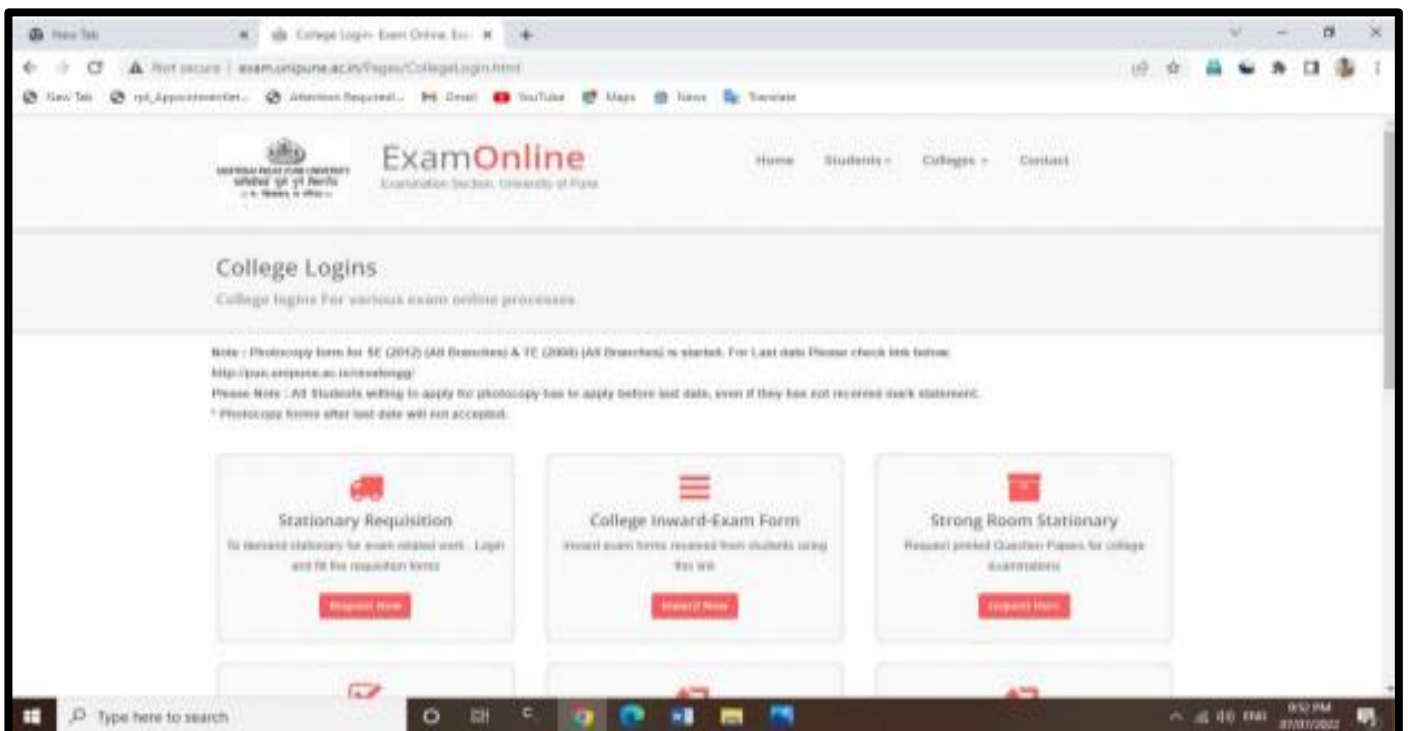 New Tab
College Login- Exam Online, Exa
Not secure | exam.unipune.ac.in/Pages/CollegeLogin.html
New Tab
Attention Required!...
Gmail
YouTube
Maps
News
Translate
ExamOnline
Examination Section, University of Pune
Home Students Colleges Contact
College Logins
College logins For various exam online processes
Note : Photocopy form for SE (2012) (All Branches) & TE (2008) (All Branches) is started. For Last date Please check link below.
Please Note : All Students willing to apply for photocopy has to apply before last date, even if they has not received mark statement.
* Photocopy forms after last date will not accepted.
Stationary Requisition
To demand stationary for exam related work . Login
and fill the requisition forms
Request Now
College Inward-Exam Form
Inward exam forms received from students using
this link
Inward Now
Strong Room Stationary
Request printed Question Papers for college
examinations
Request Here
Type here to search
ENG
9:52 PM
07/07/2022